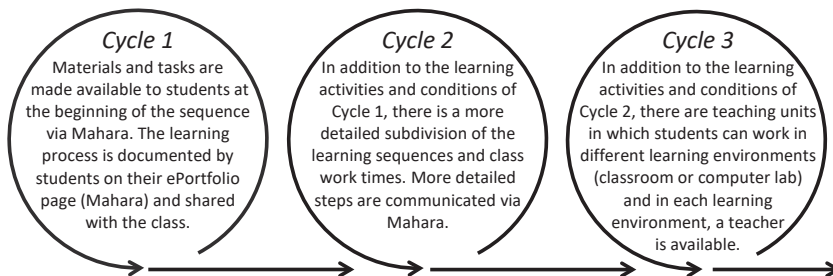 Cycle 1
Materials and tasks are
made available to students at
the beginning of the sequence
via Mahara. The learning
process is documented by
students on their ePortfolio
page (Mahara) and shared
with the class.
Cycle 2
In addition to the learning
activities and conditions of
Cycle 1, there is a more
detailed subdivision of the
learning sequences and class
work times. More detailed
steps are communicated via
Mahara.
Cycle 3
In addition to the learning
activities and conditions of
Cycle 2, there are teaching units
in which students can work in
different learning environments
(classroom or computer lab)
and in each learning
environment, a teacher
is available.